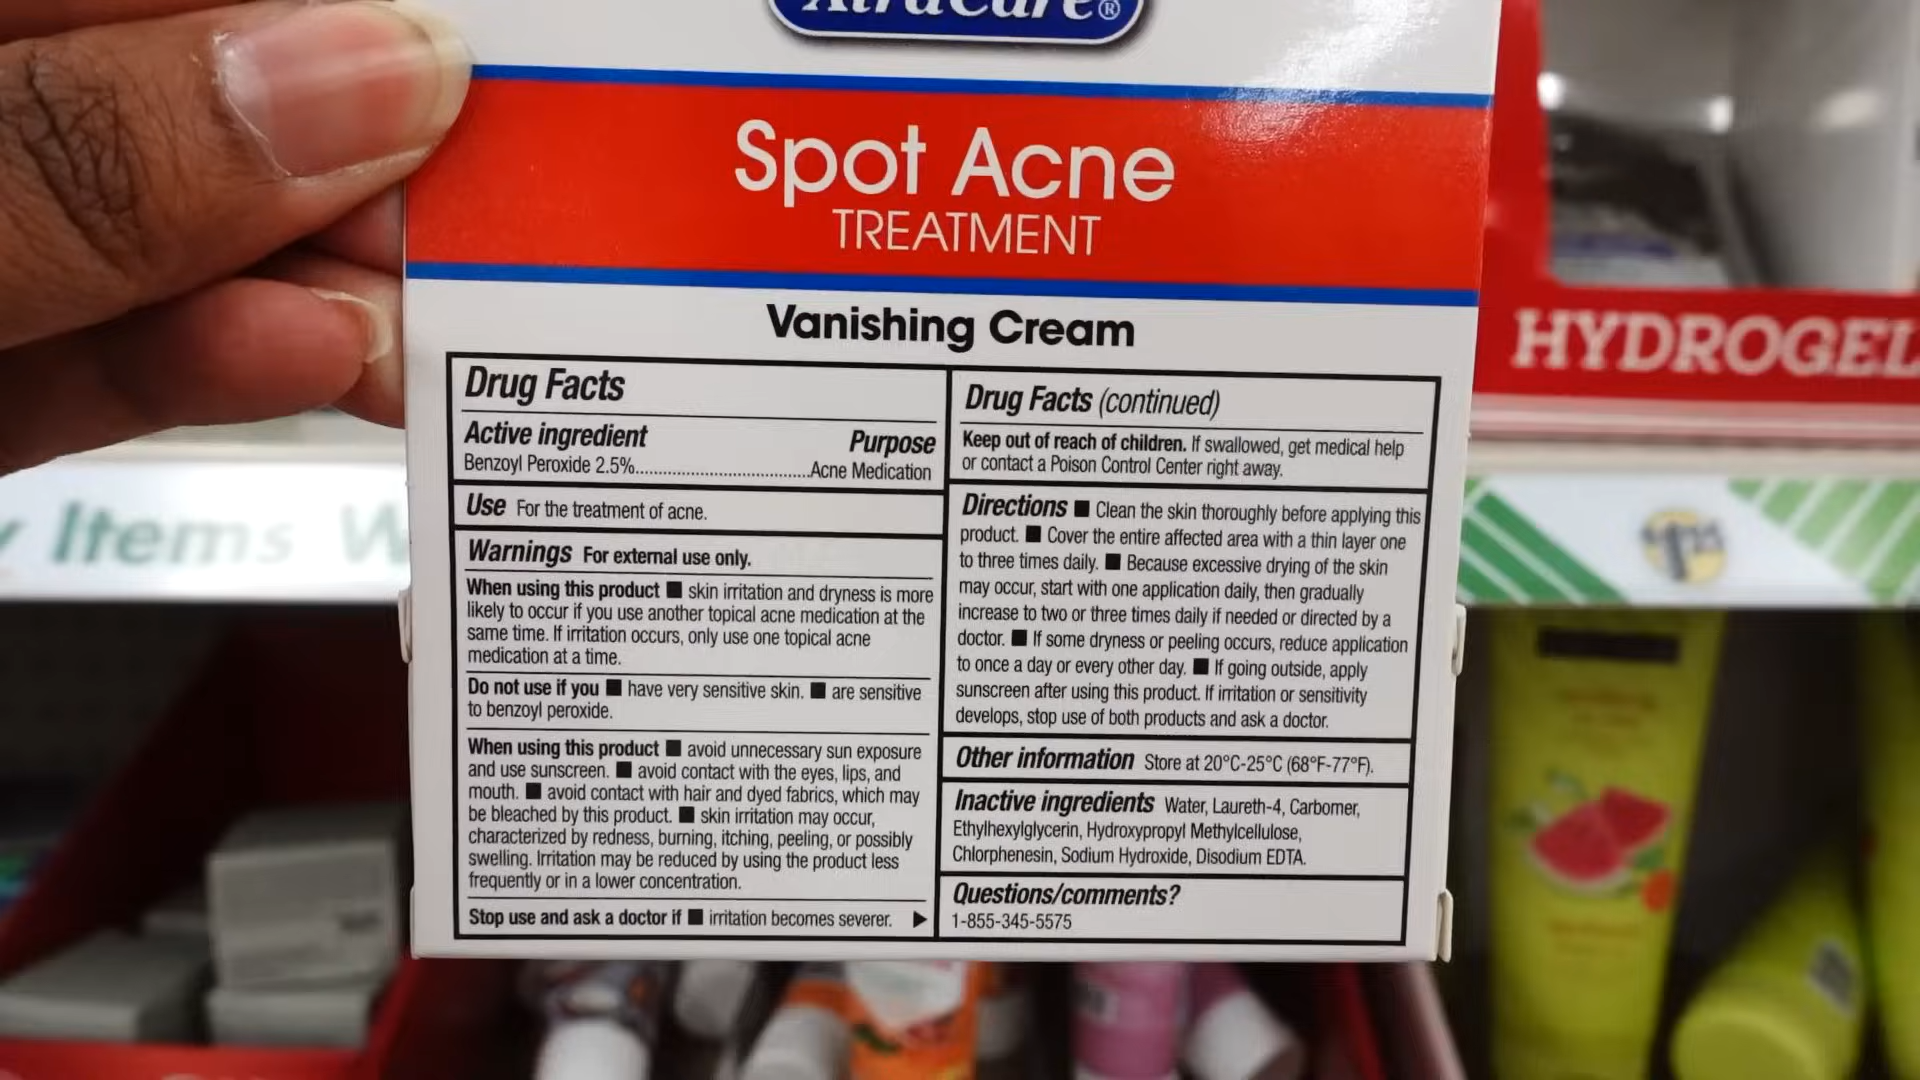 XtraCare®
Spot Acne
TREATMENT
Vanishing Cream
Drug Facts
Active ingredient Purpose
Benzoyl Peroxide 2.5%................................Acne Medication
Use For the treatment of acne.
Warnings For external use only.
When using this product ■ skin irritation and dryness is more
likely to occur if you use another topical acne medication at the
same time. If irritation occurs, only use one topical acne
medication at a time.
Do not use if you ■ have very sensitive skin. ■ are sensitive
to benzoyl peroxide.
When using this product ■ avoid unnecessary sun exposure
and use sunscreen. ■ avoid contact with the eyes, lips, and
mouth. ■ avoid contact with hair and dyed fabrics, which may
be bleached by this product. ■ skin irritation may occur,
characterized by redness, burning, itching, peeling, or possibly
swelling. Irritation may be reduced by using the product less
frequently or in a lower concentration.
Stop use and ask a doctor if ■ irritation becomes severer. ▶
Drug Facts (continued)
Keep out of reach of children. If swallowed, get medical help
or contact a Poison Control Center right away.
Directions ■ Clean the skin thoroughly before applying this
product. ■ Cover the entire affected area with a thin layer one
to three times daily. ■ Because excessive drying of the skin
may occur, start with one application daily, then gradually
increase to two or three times daily if needed or directed by a
doctor. ■ If some dryness or peeling occurs, reduce application
to once a day or every other day. ■ If going outside, apply
sunscreen after using this product. If irritation or sensitivity
develops, stop use of both products and ask a doctor.
Other information Store at 20°C-25°C (68°F-77°F).
Inactive ingredients Water, Laureth-4, Carbomer,
Ethylhexylglycerin, Hydroxypropyl Methylcellulose,
Chlorphenesin, Sodium Hydroxide, Disodium EDTA.
Questions/comments?
1-855-345-5575
HYDROGEL
Items